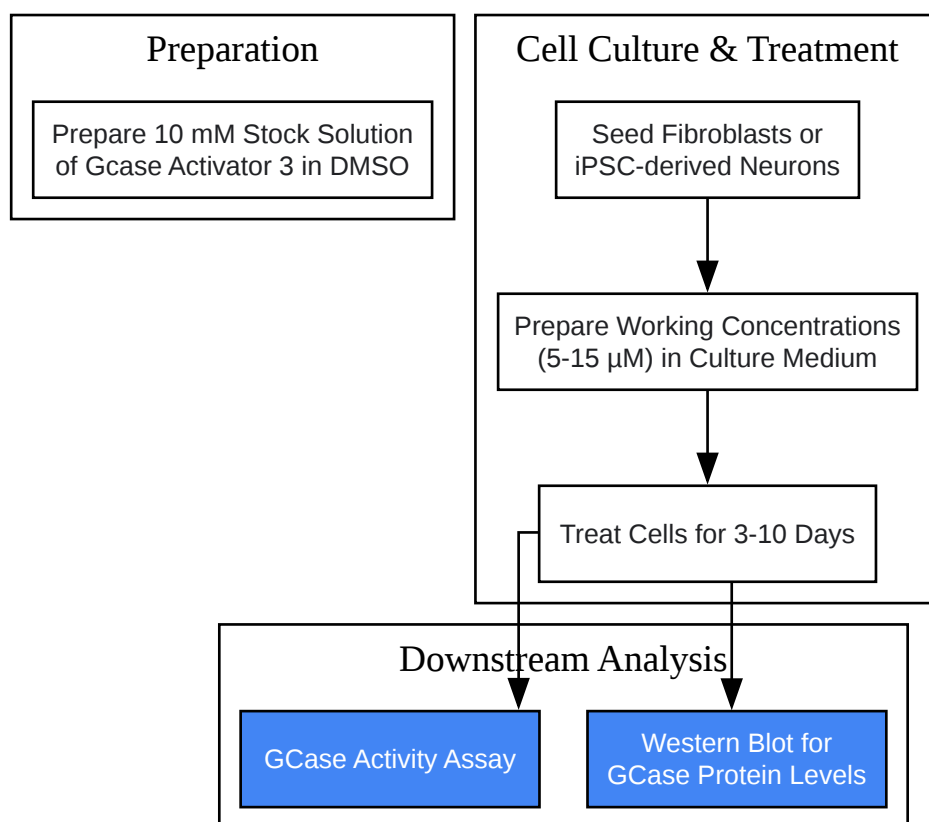 Preparation
Prepare 10 mM Stock Solution
of Gcase Activator 3 in DMSO
Cell Culture & Treatment
Seed Fibroblasts or
iPSC-derived Neurons
Prepare Working Concentrations
(5-15 µM) in Culture Medium
Treat Cells for 3-10 Days
Downstream Analysis
GCase Activity Assay
Western Blot for
GCase Protein Levels